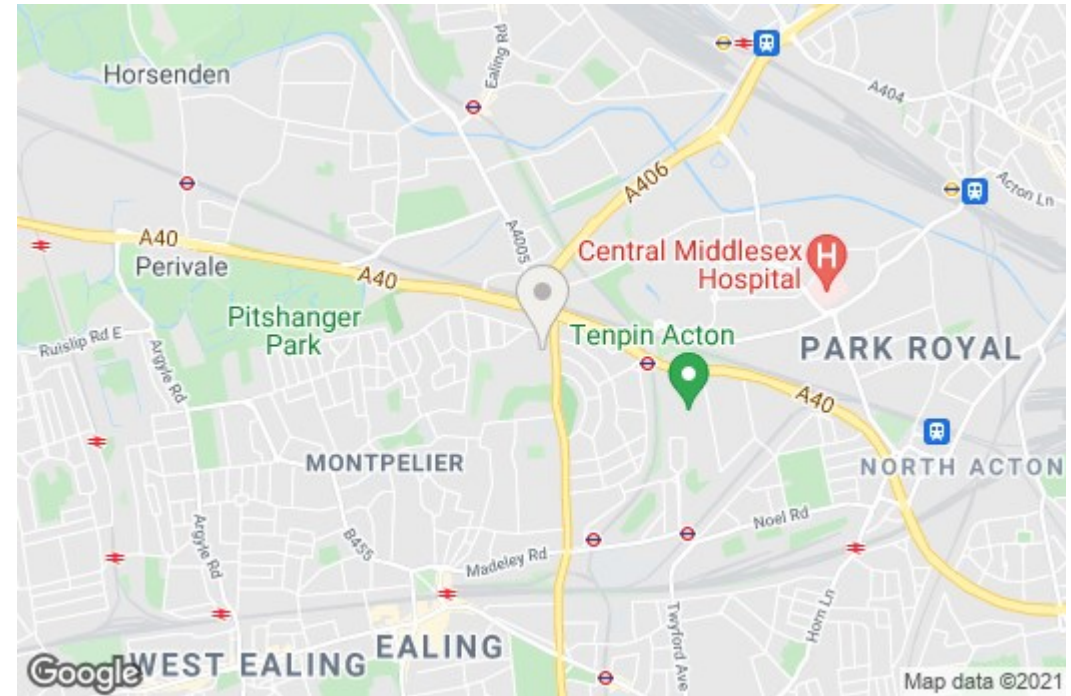 Horsenden
Ealing Rd
A404
A406
Acton Ln
A4005
A40
Perivale
A40
Central Middlesex
Hospital
H
Pitshanger
Park
Tenpin Acton
Ruislip Rd E
Argyle Rd
PARK ROYAL
A40
MONTPELIER
NORTH ACTON
Argyle Rd
B455
Noel Rd
Madeley Rd
Twyford Ave
Horn Ln
EALING
WEST EALING
Google
Map data ©2021